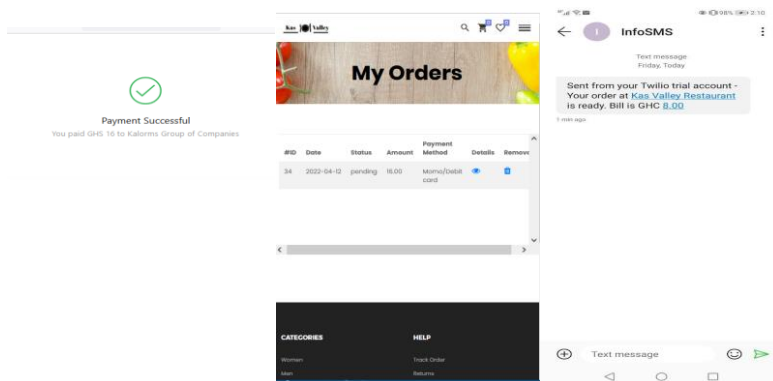 Payment Successful
You paid GHS 16 to Kalorms Group of Companies
Kas Valley
My Orders
#ID Date Status Amount Payment Method Details Remove
34 2022-04-12 pending 16.00 Momo/Debit card
CATEGORIES HELP
Women Track Order
Men Returns
98% 2:10
I InfoSMS
Text message
Friday, Today
Sent from your Twilio trial account -
Your order at Kas Valley Restaurant
is ready. Bill is GHC 8.00
1 min ago
Text message